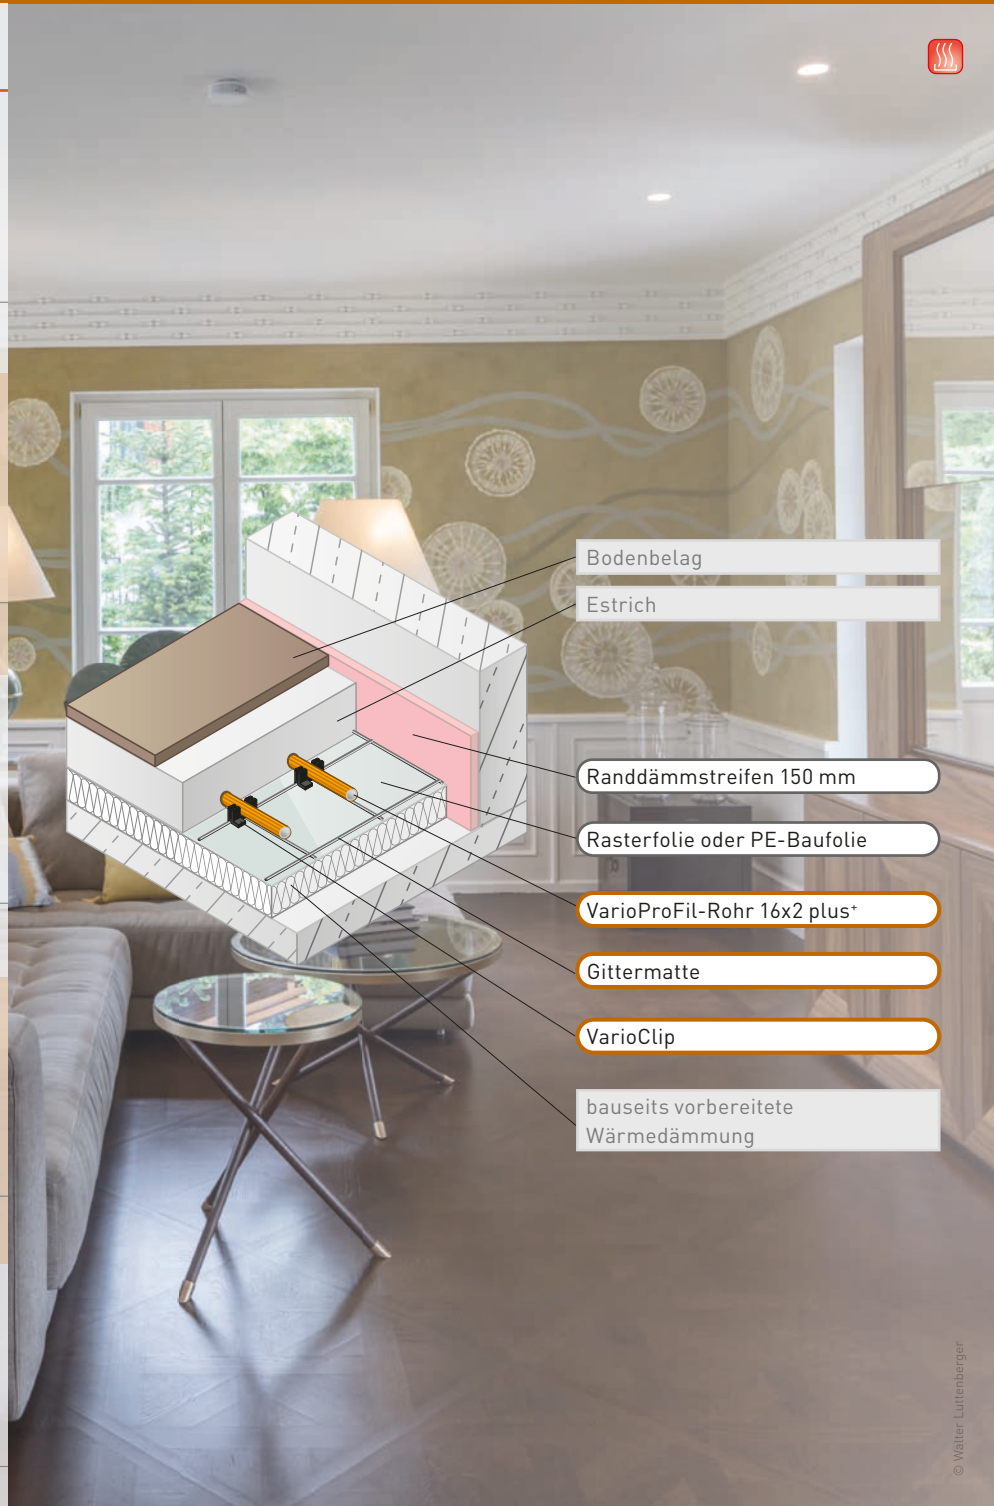 Bodenbelag
Estrich
Randdämmstreifen 150 mm
Rasterfolie oder PE-Baufolie
VarioProFil-Rohr 16x2 plus⁺
Gittermatte
VarioClip
bauseits vorbereitete
Wärmedämmung
© Walter Luttenberger